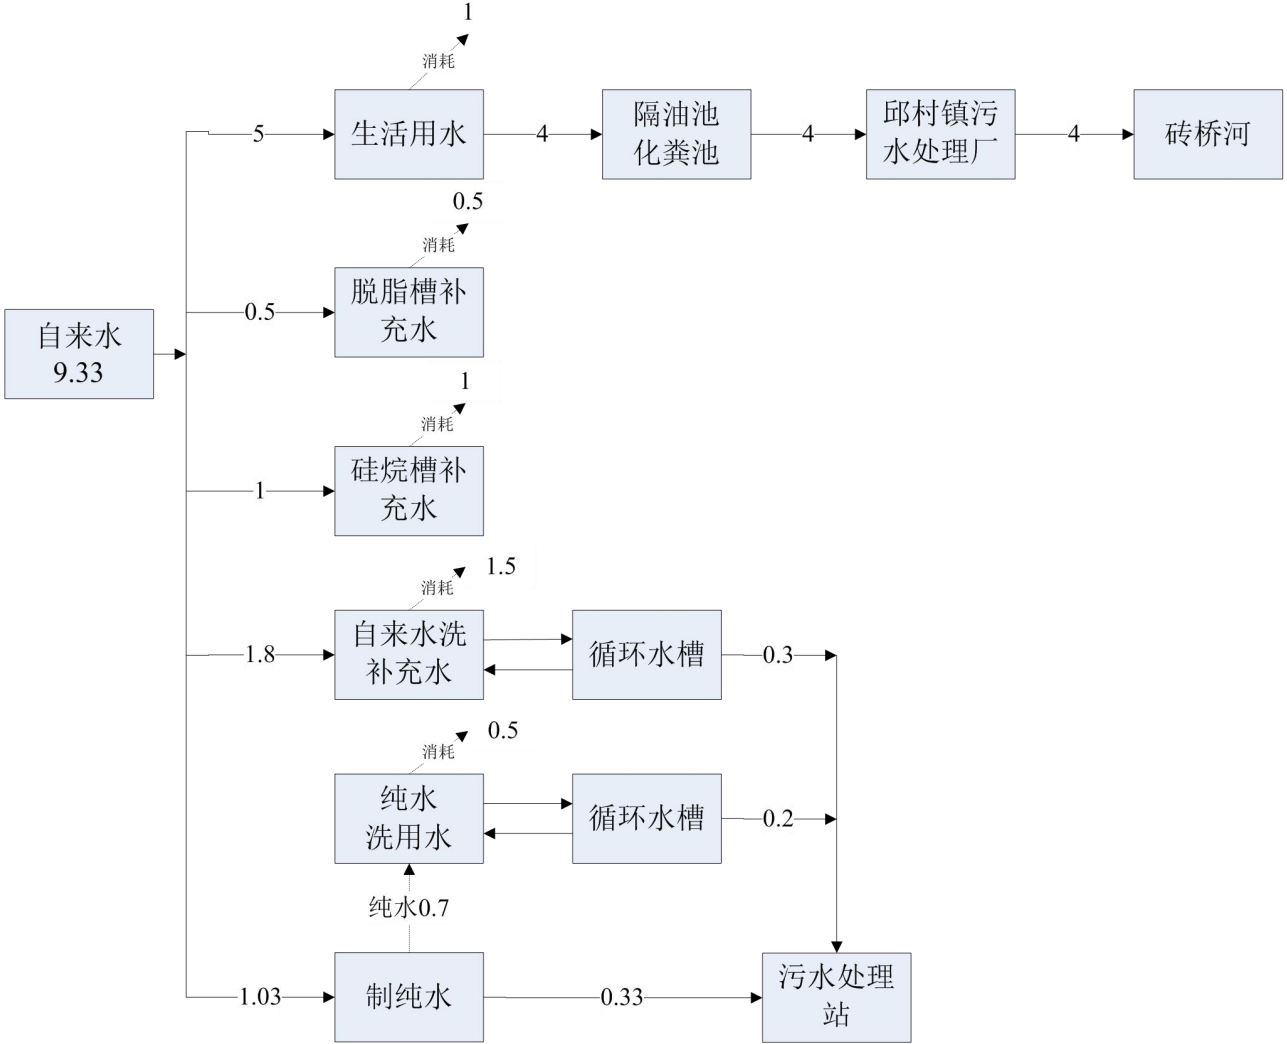 1
消耗
5
生活用水
4
隔油池
化粪池
4
邱村镇污
水处理厂
4
砖桥河
0.5
消耗
0.5
脱脂槽补
充水
自来水
9.33
1
消耗
1
硅烷槽补
充水
1.5
消耗
1.8
自来水洗
补充水
循环水槽
0.3
0.5
消耗
纯水
洗用水
循环水槽
0.2
纯水0.7
1.03
制纯水
0.33
污水处理
站